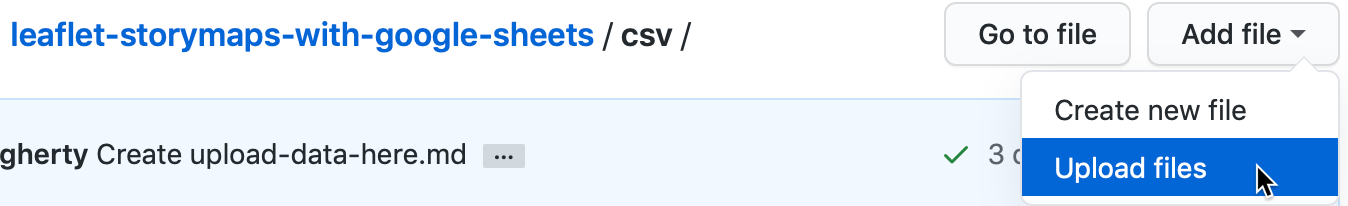 leaflet-storymaps-with-google-sheets / csv / Go to file Add file
Create new file
gherty Create upload-data-here.md ... 3
Upload files